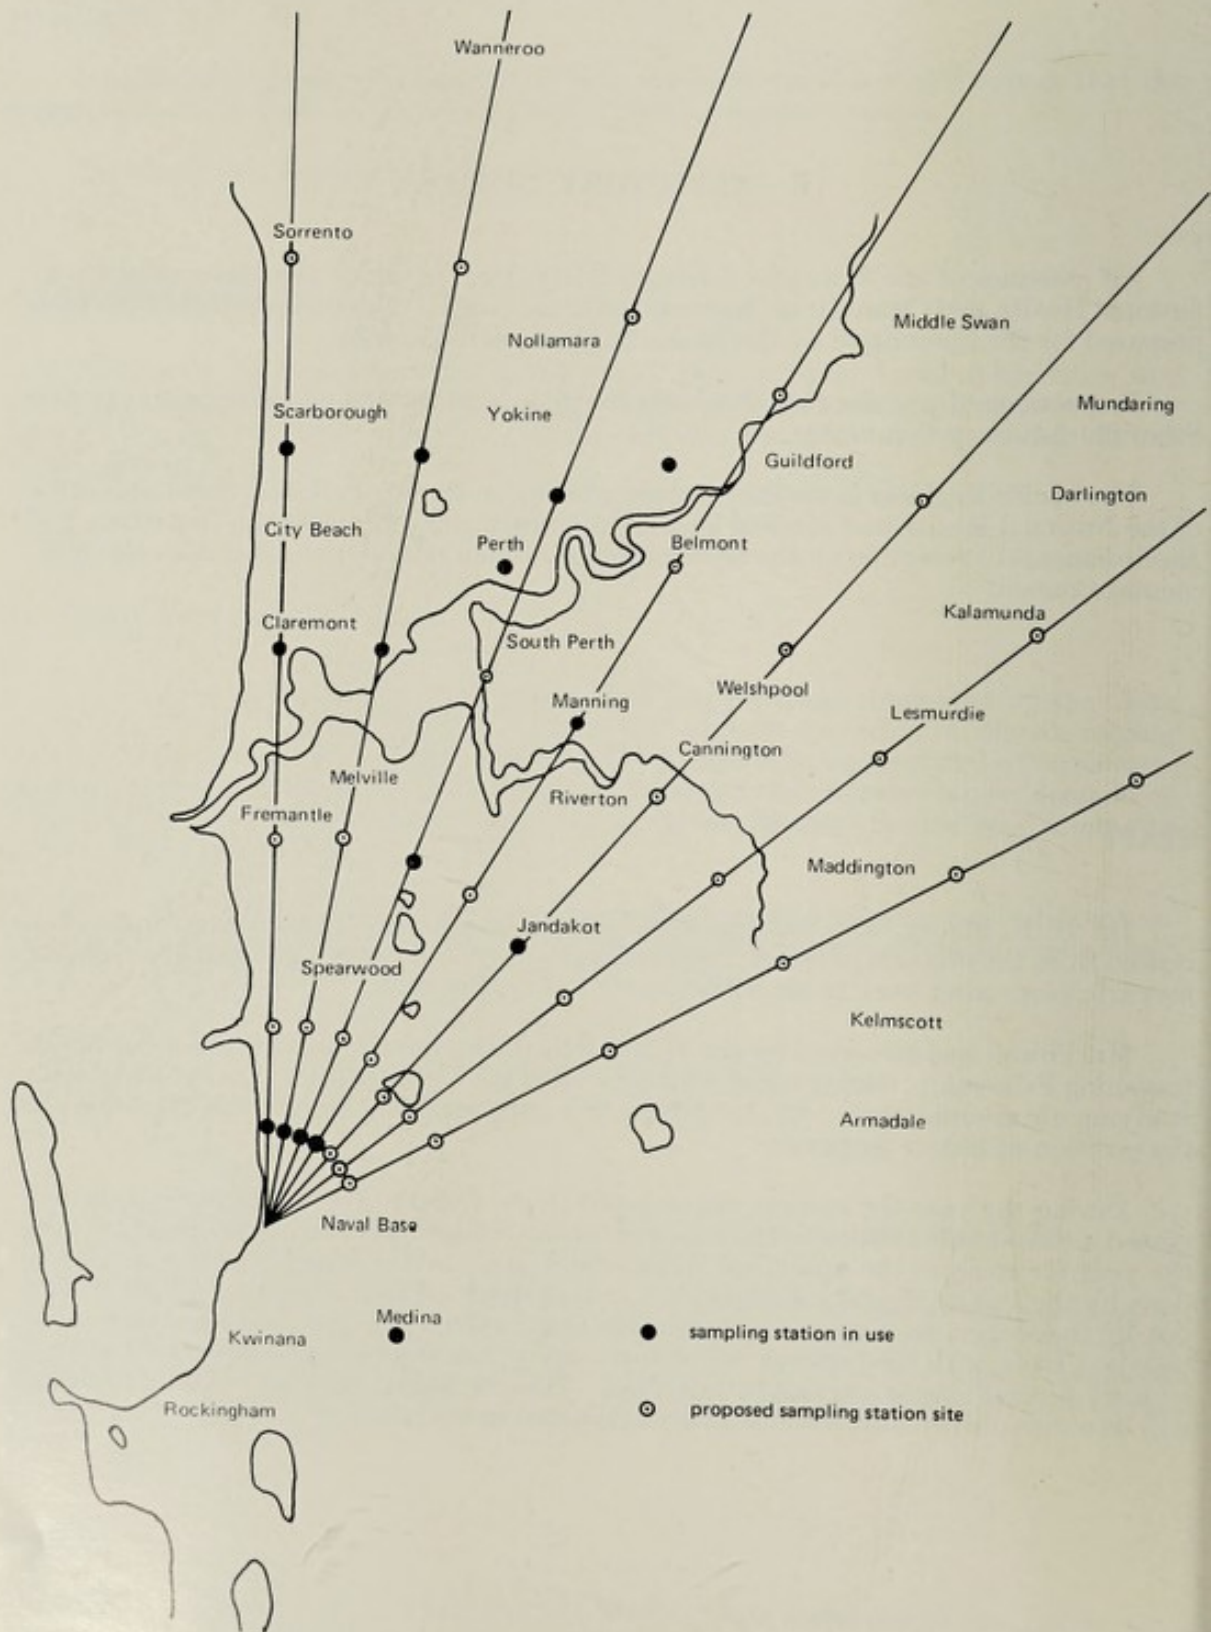 Wanneroo
Sorrento
Middle Swan
Nollamara
Mundaring
Scarborough
Yokine
Guildford
Darlington
City Beach
Perth
Belmont
Kalamunda
Claremont
South Perth
Welshpool
Manning
Lesmurdie
Cannington
Melville
Riverton
Fremantle
Maddington
Jandakot
Spearwood
Kelmscott
Armadale
Naval Base
Medina
Kwinana
sampling station in use
Rockingham
proposed sampling station site